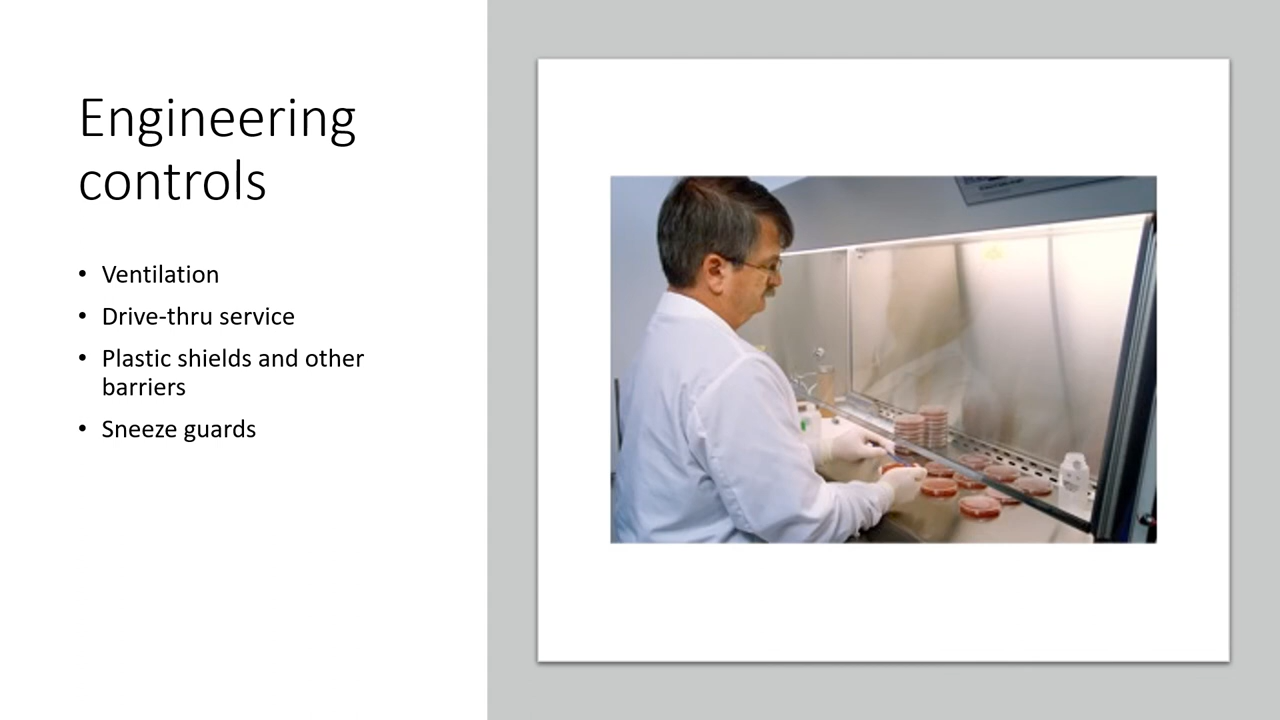 Engineering
controls
• Ventilation
• Drive-thru service
• Plastic shields and other
barriers
• Sneeze guards